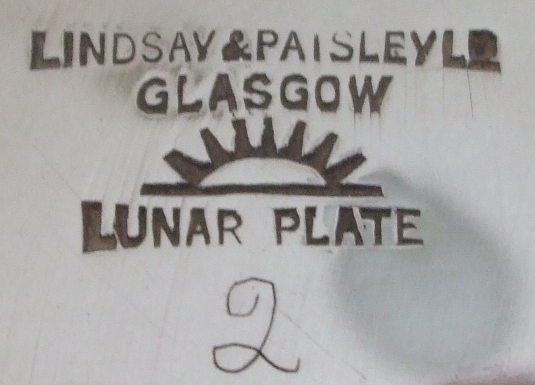 LINDSAY & PAISLEY LD
GLASGOW
LUNAR PLATE
2